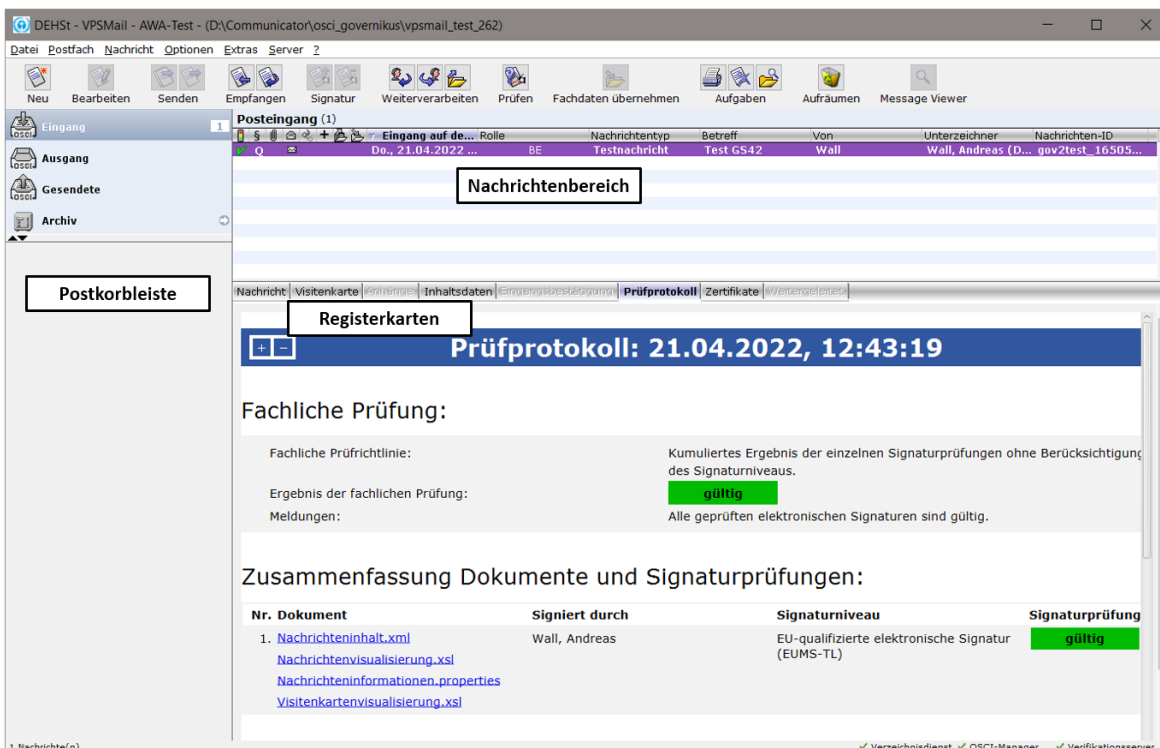 DEHSt - VPSMail - AWA-Test - (D:\Communicator\osci_governikus\vpsmail_test_262)
Datei Postfach Nachricht Optionen Extras Server ?
Neu Bearbeiten Senden Empfangen Signatur Weiterverarbeiten Prüfen Fachdaten übernehmen Aufgaben Aufräumen Message Viewer
Eingang 1
Ausgang
Gesendete
Archiv
Postkorbleiste
Posteingang (1)
§ Eingang auf de... Rolle Nachrichtentyp Betreff Von Unterzeichner Nachrichten-ID
Q Do., 21.04.2022 ... BE Testnachricht Test GS42 Wall Wall, Andreas (D... gov2test_16505...
Nachrichtenbereich
Nachricht Visitenkarte Anhänge Inhaltsdaten Eingangsbestätigung Prüfprotokoll Zertifikate Weitergeleitet
Registerkarten
+ - Prüfprotokoll: 21.04.2022, 12:43:19
Fachliche Prüfung:
Fachliche Prüfrichtlinie: Kumuliertes Ergebnis der einzelnen Signaturprüfungen ohne Berücksichtigung
des Signaturniveaus.
Ergebnis der fachlichen Prüfung: gültig
Meldungen: Alle geprüften elektronischen Signaturen sind gültig.
Zusammenfassung Dokumente und Signaturprüfungen:
Nr. Dokument Signiert durch Signaturniveau Signaturprüfung
1. Nachrichteninhalt.xml Wall, Andreas EU-qualifizierte elektronische Signatur gültig
(EUMS-TL)
Nachrichtenvisualisierung.xsl
Nachrichteninformationen.properties
Visitenkartenvisualisierung.xsl
1 Nachrichte(n) Verzeichnisdienst OSCI-Manager Verifikationsserver